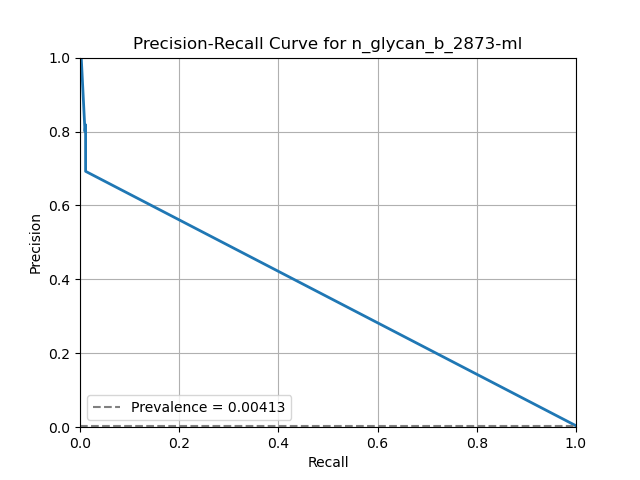 Precision-Recall Curve for n_glycan_b_2873-ml
1.0
0.8
0.6
0.4
0.2
0.0
Precision
Prevalence = 0.00413
0.0 0.2 0.4 0.6 0.8 1.0
Recall